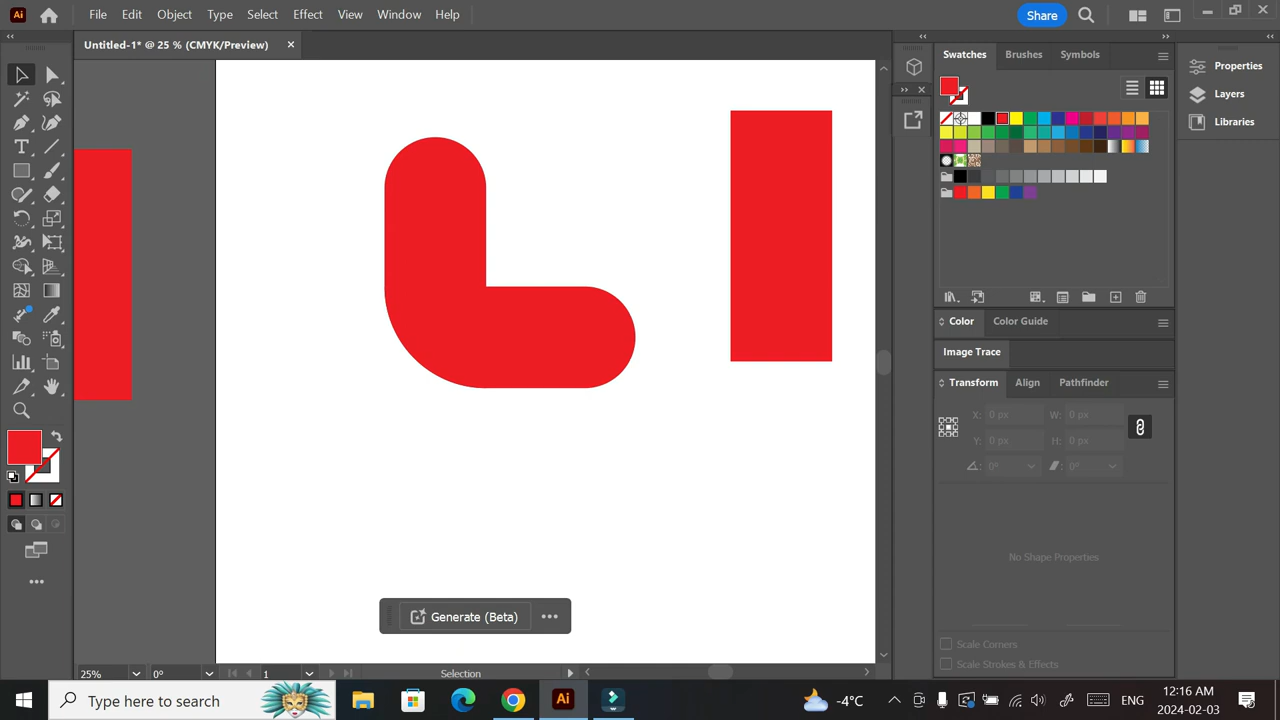 Ai File Edit Object Type Select Effect View Window Help Share
Untitled-1* @ 25 % (CMYK/Preview)
Swatches Brushes Symbols
Properties
Layers
Libraries
Color Color Guide
Image Trace
Transform Align Pathfinder
X: 0 px W: 0 px
Y: 0 px H: 0 px
0° 0°
No Shape Properties
Generate (Beta)
Scale Corners
Scale Strokes & Effects
25% 0° 1 Selection
Type here to search
Ai
-4°C
ENG
12:16 AM
2024-02-03